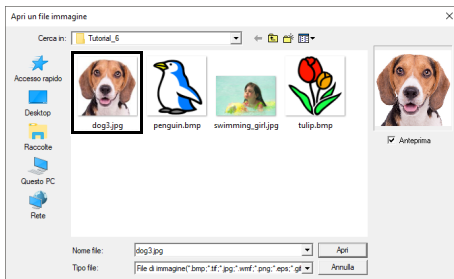 Apri un file immagine
Cerca in:
Tutorial_6
Accesso rapido
Desktop
Raccolte
Questo PC
Rete
dog3.jpg
penguin.bmp
swimming_girl.jpg
tulip.bmp
Anteprima
Nome file:
dog3.jpg
Apri
Tipo file:
File di immagine(*.bmp;*.tif;*.jpg;*.wmf;*.png;*.eps;*.gif
Annulla